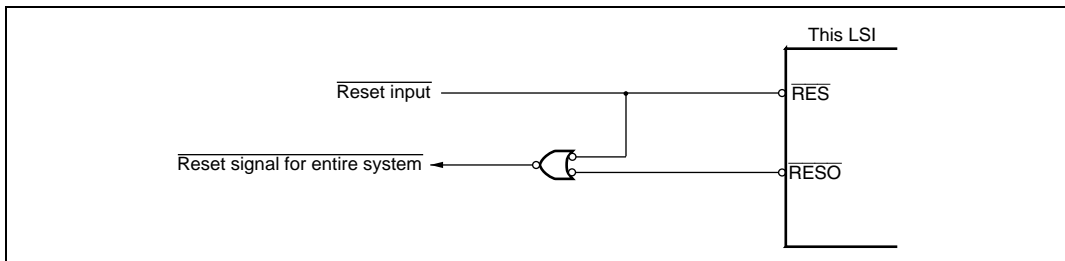 This LSI
Reset input
RES
Reset signal for entire system
RESO